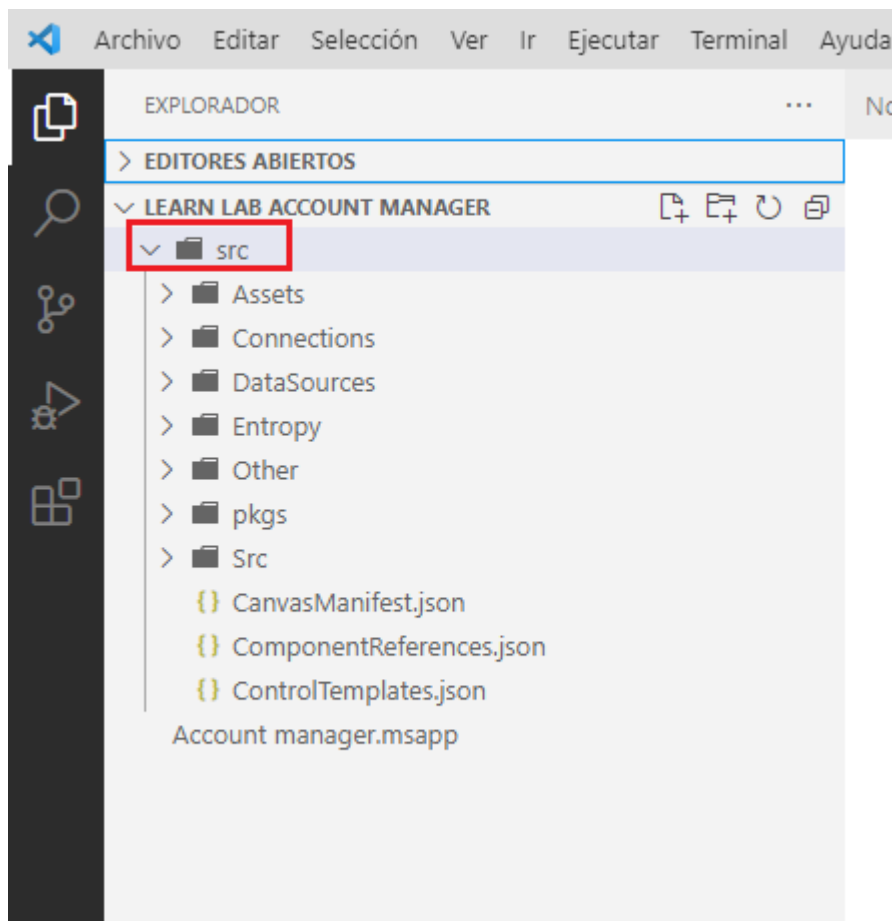 Archivo Editar Selección Ver Ir Ejecutar Terminal Ayuda
EXPLORADOR ··· No
EDITORES ABIERTOS
LEARN LAB ACCOUNT MANAGER
src
Assets
Connections
DataSources
Entropy
Other
pkgs
Src
{} CanvasManifest.json
{} ComponentReferences.json
{} ControlTemplates.json
Account manager.msapp